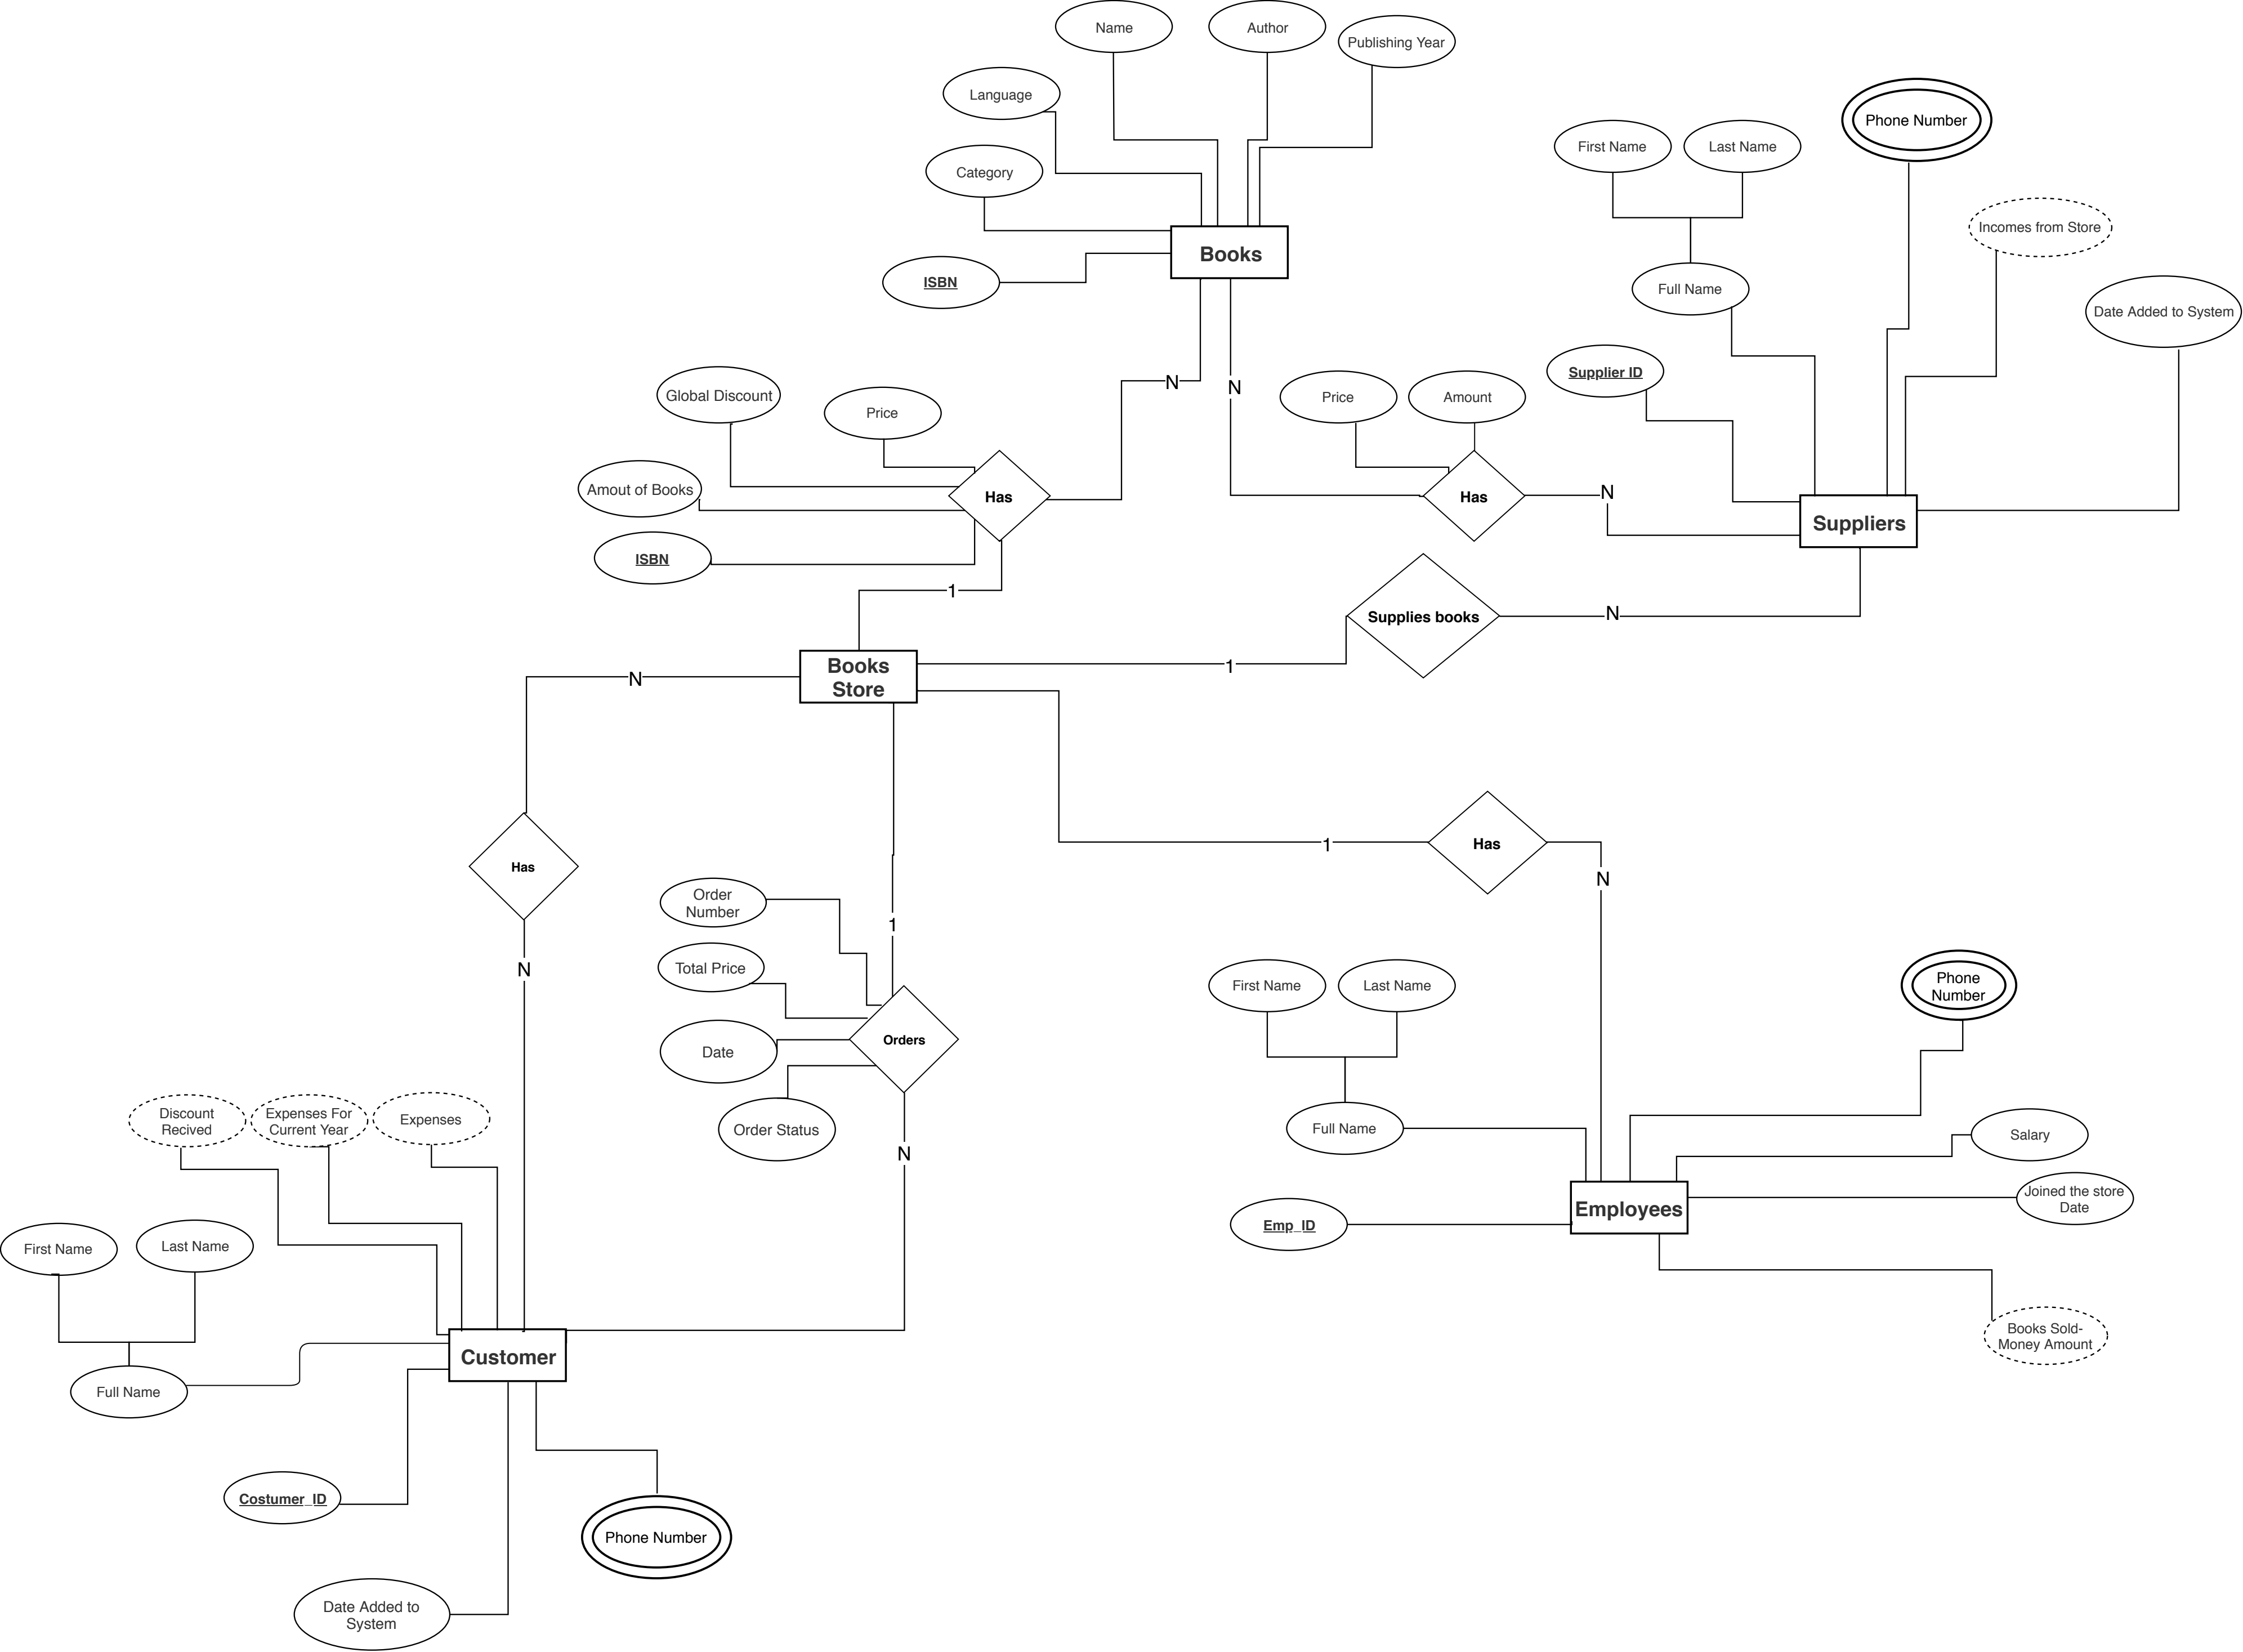 Name
Author
Publishing Year
Language
Category
ISBN
Books
Phone Number
First Name
Last Name
Incomes from Store
Full Name
Date Added to System
Supplier ID
Suppliers
N
N
Global Discount
Price
Amout of Books
ISBN
Has
Price
Amount
Has
N
1
Supplies books
N
1
Books
Store
N
Has
N
1
Has
N
Order
Number
Total Price
Date
Order Status
1
Orders
N
First Name
Last Name
Full Name
Emp_ID
Employees
Phone
Number
Salary
Joined the store
Date
Books Sold-
Money Amount
Discount
Recived
Expenses For
Current Year
Expenses
First Name
Last Name
Full Name
Customer
Costumer_ID
Phone Number
Date Added to
System